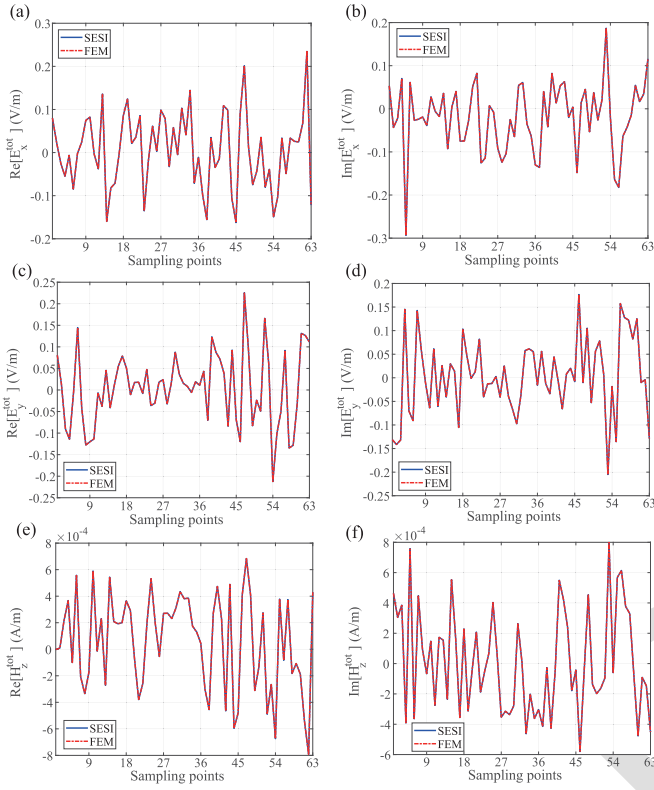 (a)
0.3
0.2
0.1
0
-0.1
-0.2
Re[E_x^tot] (V/m)
SESI
FEM
9 18 27 36 45 54 63
Sampling points
(b)
0.2
0.1
0
-0.1
-0.2
-0.3
Im[E_x^tot] (V/m)
SESI
FEM
9 18 27 36 45 54 63
Sampling points
(c)
0.25
0.2
0.15
0.1
0.05
0
-0.05
-0.1
-0.15
-0.2
-0.25
Re[E_y^tot] (V/m)
SESI
FEM
9 18 27 36 45 54 63
Sampling points
(d)
0.2
0.15
0.1
0.05
0
-0.05
-0.1
-0.15
-0.2
-0.25
Im[E_y^tot] (V/m)
SESI
FEM
9 18 27 36 45 54 63
Sampling points
(e)
×10^-4
8
6
4
2
0
-2
-4
-6
-8
Re[H_z^tot] (A/m)
SESI
FEM
9 18 27 36 45 54 63
Sampling points
(f)
×10^-4
8
6
4
2
0
-2
-4
-6
Im[H_z^tot] (A/m)
SESI
FEM
9 18 27 36 45 54 63
Sampling points